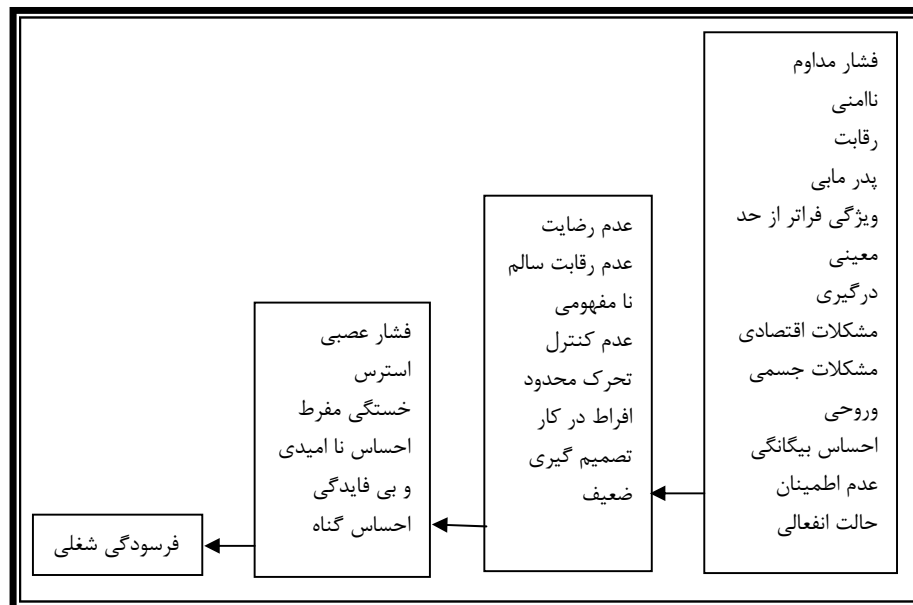 فشار مداوم
ناامنی
رقابت
پدر مابی
ویژگی فراتر از حد
معینی
درگیری
مشکلات اقتصادی
مشکلات جسمی
وروحی
احساس بیگانگی
عدم اطمینان
حالت انفعالی
عدم رضایت
عدم رقابت سالم
نا مفهومی
عدم کنترل
تحرک محدود
افراط در کار
تصمیم گیری
ضعیف
فشار عصبی
استرس
خستگی مفرط
احساس نا امیدی
و بی فایدگی
احساس گناه
فرسودگی شغلی